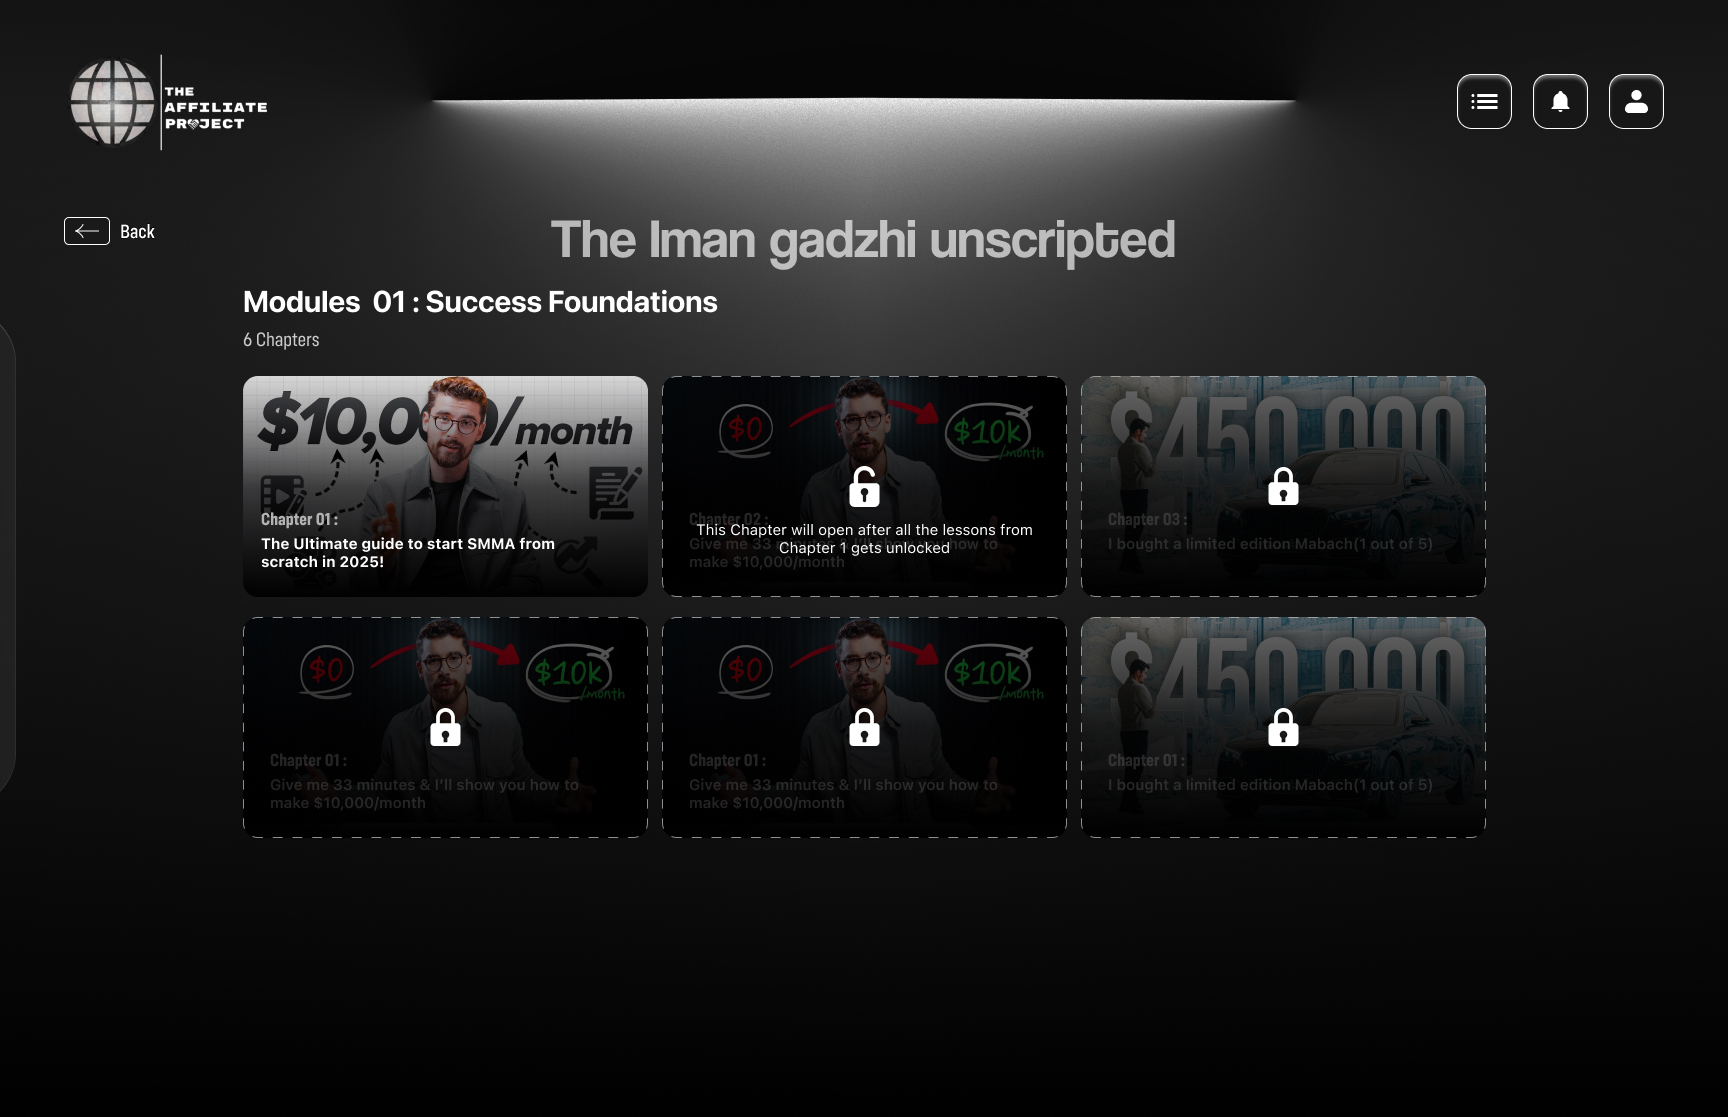 THE
AFFILIATE
PROJECT
Back
The Iman gadzhi unscripted
Modules 01 : Success Foundations
6 Chapters
$10,000/month
Chapter 01 :
The Ultimate guide to start SMMA from
scratch in 2025!
$0
$10k
/month
Chapter 02 :
Give me 33 minutes & I'll show you how to
make $10,000/month
This Chapter will open after all the lessons from
Chapter 1 gets unlocked
$450,000
Chapter 03 :
I bought a limited edition Mabach(1 out of 5)
$0
$10k
/month
Chapter 01 :
Give me 33 minutes & I'll show you how to
make $10,000/month
$0
$10k
/month
Chapter 01 :
Give me 33 minutes & I'll show you how to
make $10,000/month
$450,000
Chapter 01 :
I bought a limited edition Mabach(1 out of 5)